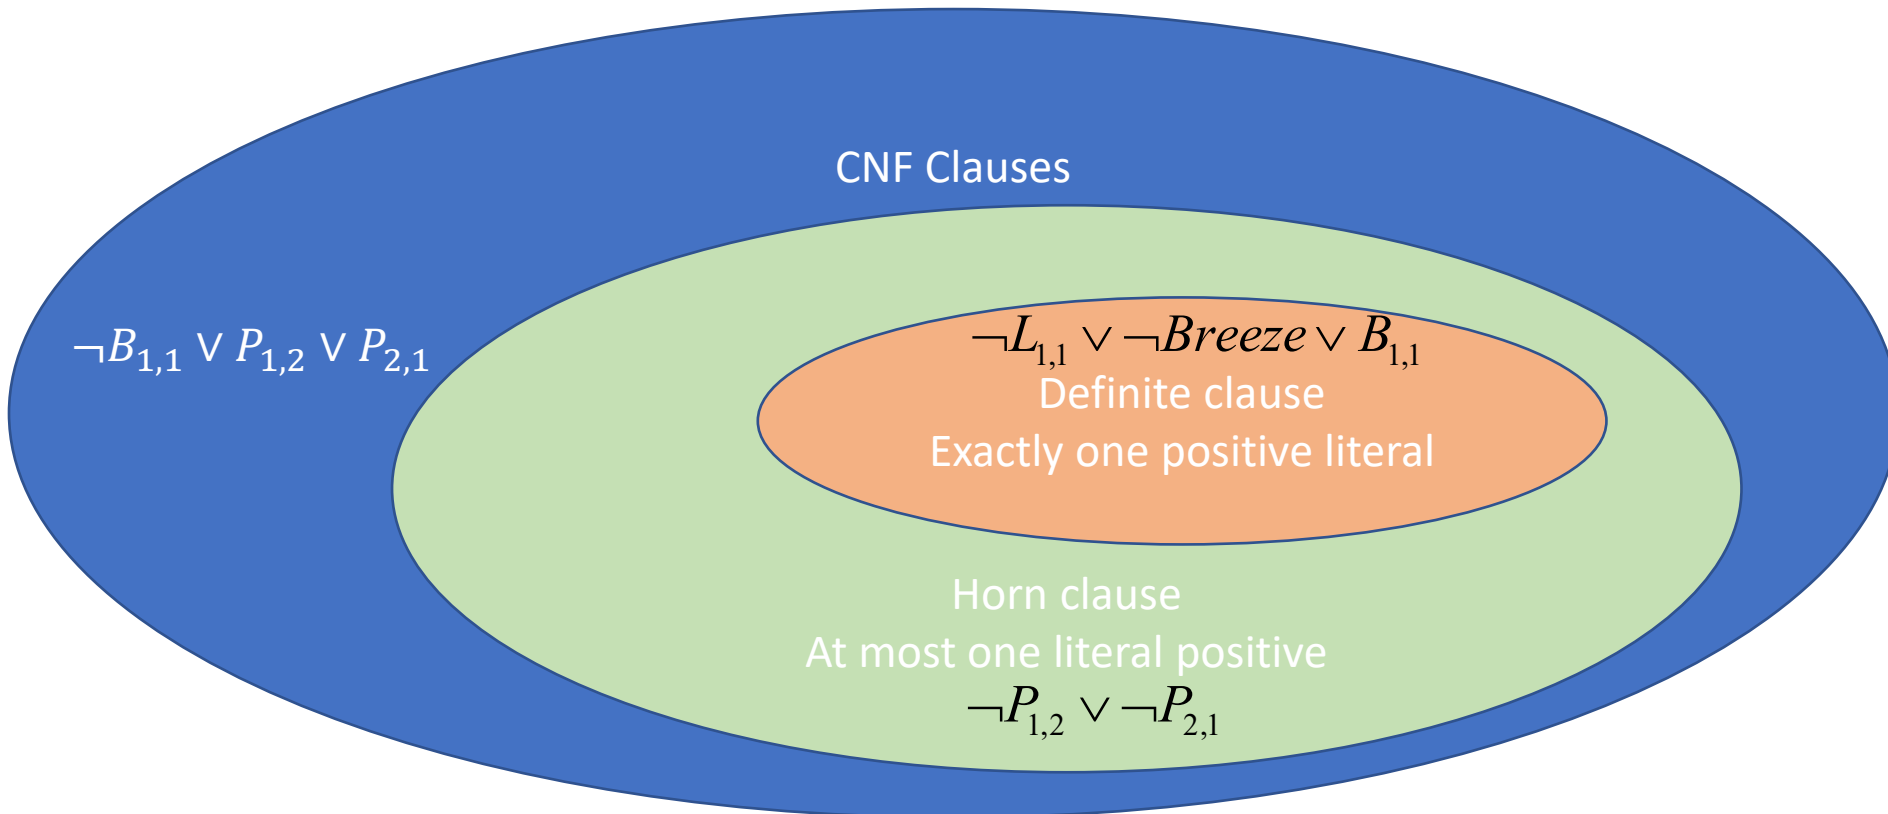 CNF Clauses
¬B₁,₁ ∨ P₁,₂ ∨ P₂,₁
¬L₁,₁ ∨ ¬Breeze ∨ B₁,₁
Definite clause
Exactly one positive literal
Horn clause
At most one literal positive
¬P₁,₂ ∨ ¬P₂,₁